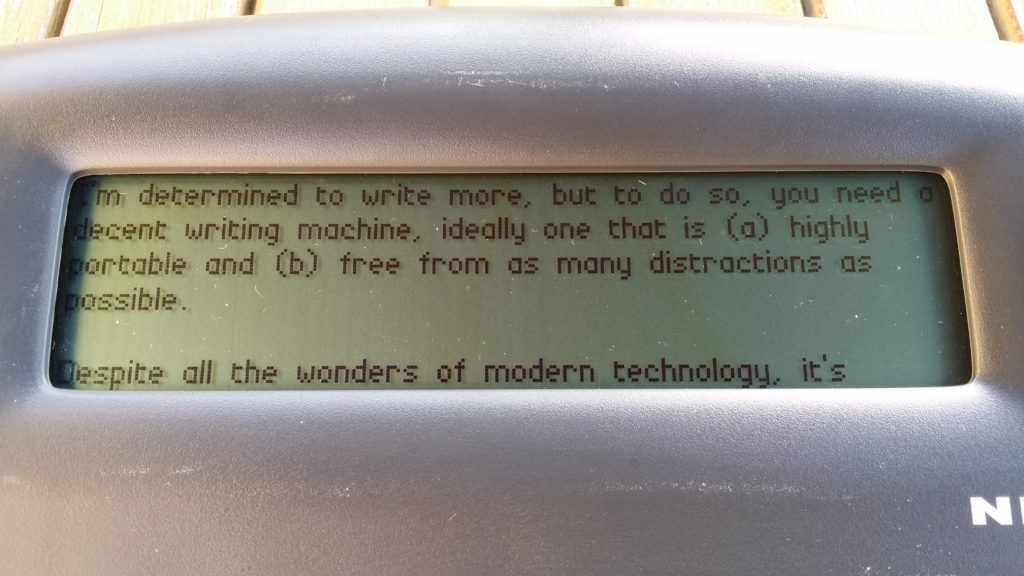 I'm determined to write more, but to do so, you need a
decent writing machine, ideally one that is (a) highly
portable and (b) free from as many distractions as
possible.
Despite all the wonders of modern technology, it's